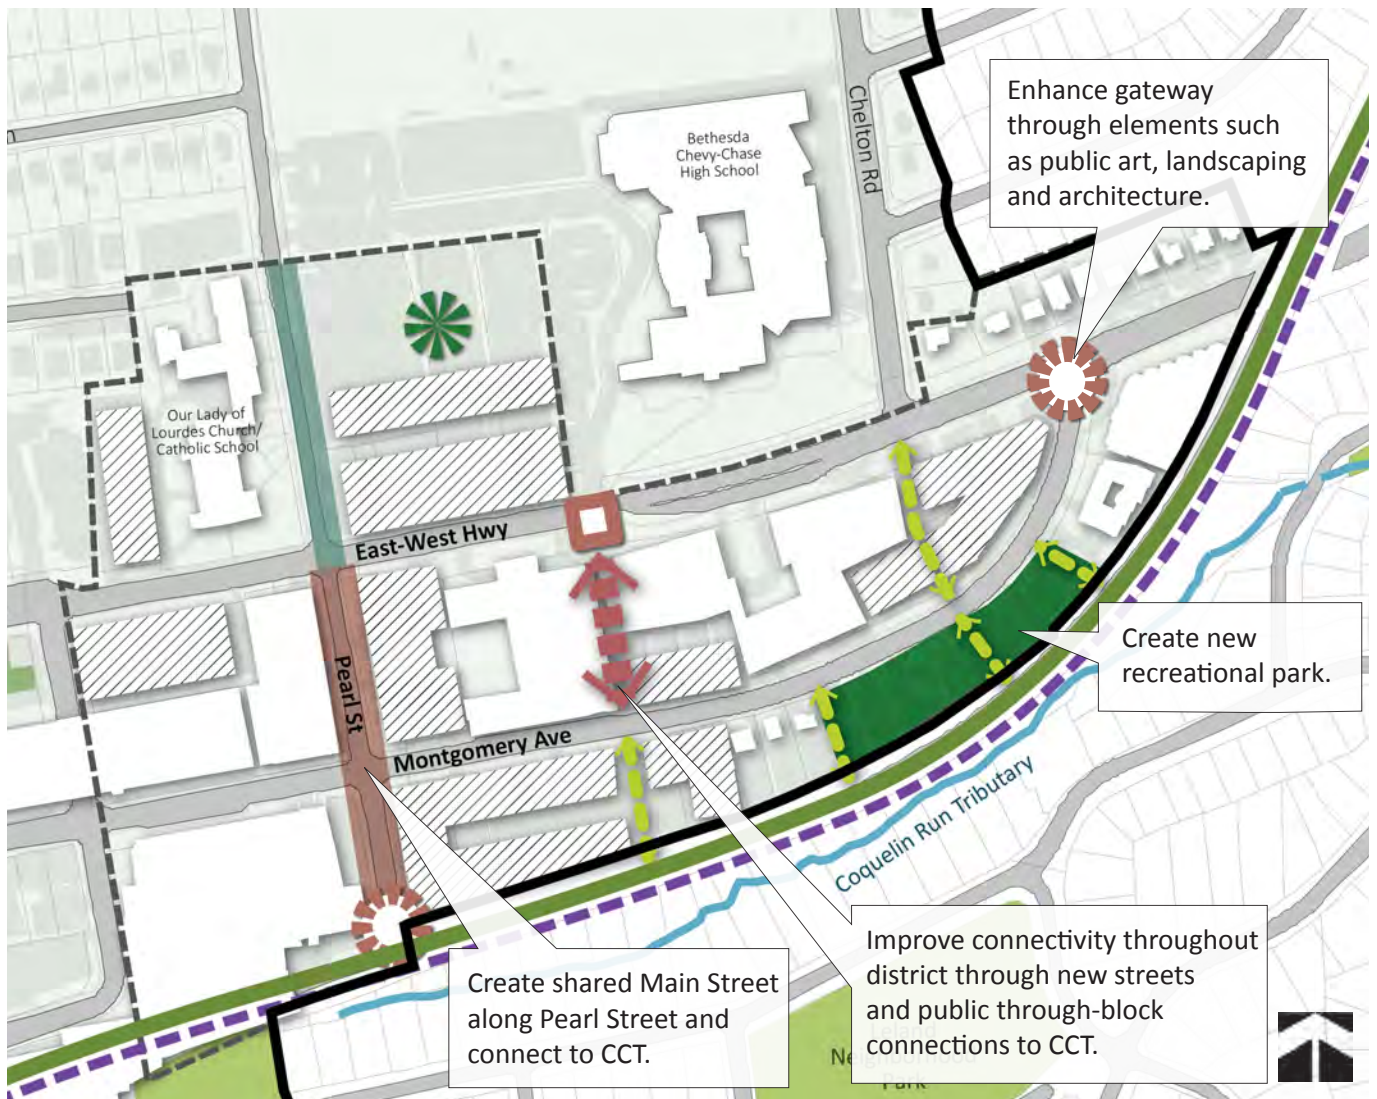 Enhance gateway
through elements such
as public art, landscaping
and architecture.
Chelton Rd
Bethesda
Chevy-Chase
High School
Our Lady of
Lourdes Church/
Catholic School
East-West Hwy
Pearl St
Montgomery Ave
Create new
recreational park.
Coquelin Run Tributary
Improve connectivity throughout
district through new streets
and public through-block
connections to CCT.
Create shared Main Street
along Pearl Street and
connect to CCT.
Leland
Neighborhood
Park